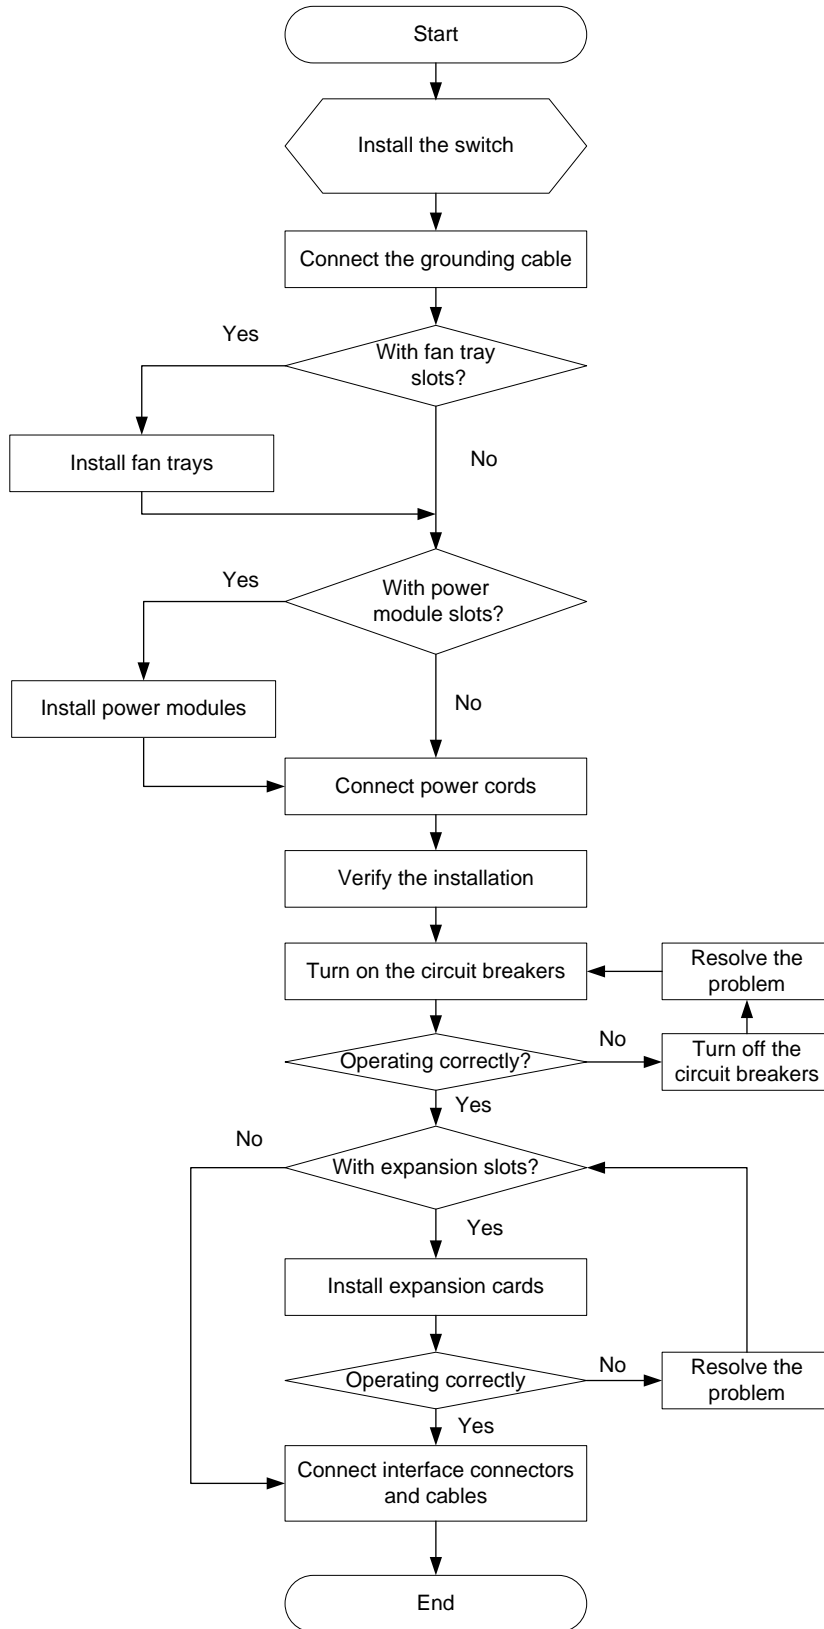 Start
Install the switch
Connect the grounding cable
Yes
With fan tray
slots?
Install fan trays
No
Yes
With power
module slots?
Install power modules
No
Connect power cords
Verify the installation
Turn on the circuit breakers
Resolve the
problem
Operating correctly?
No
Turn off the
circuit breakers
Yes
No
With expansion slots?
Yes
Install expansion cards
Operating correctly
No
Resolve the
problem
Yes
Connect interface connectors
and cables
End